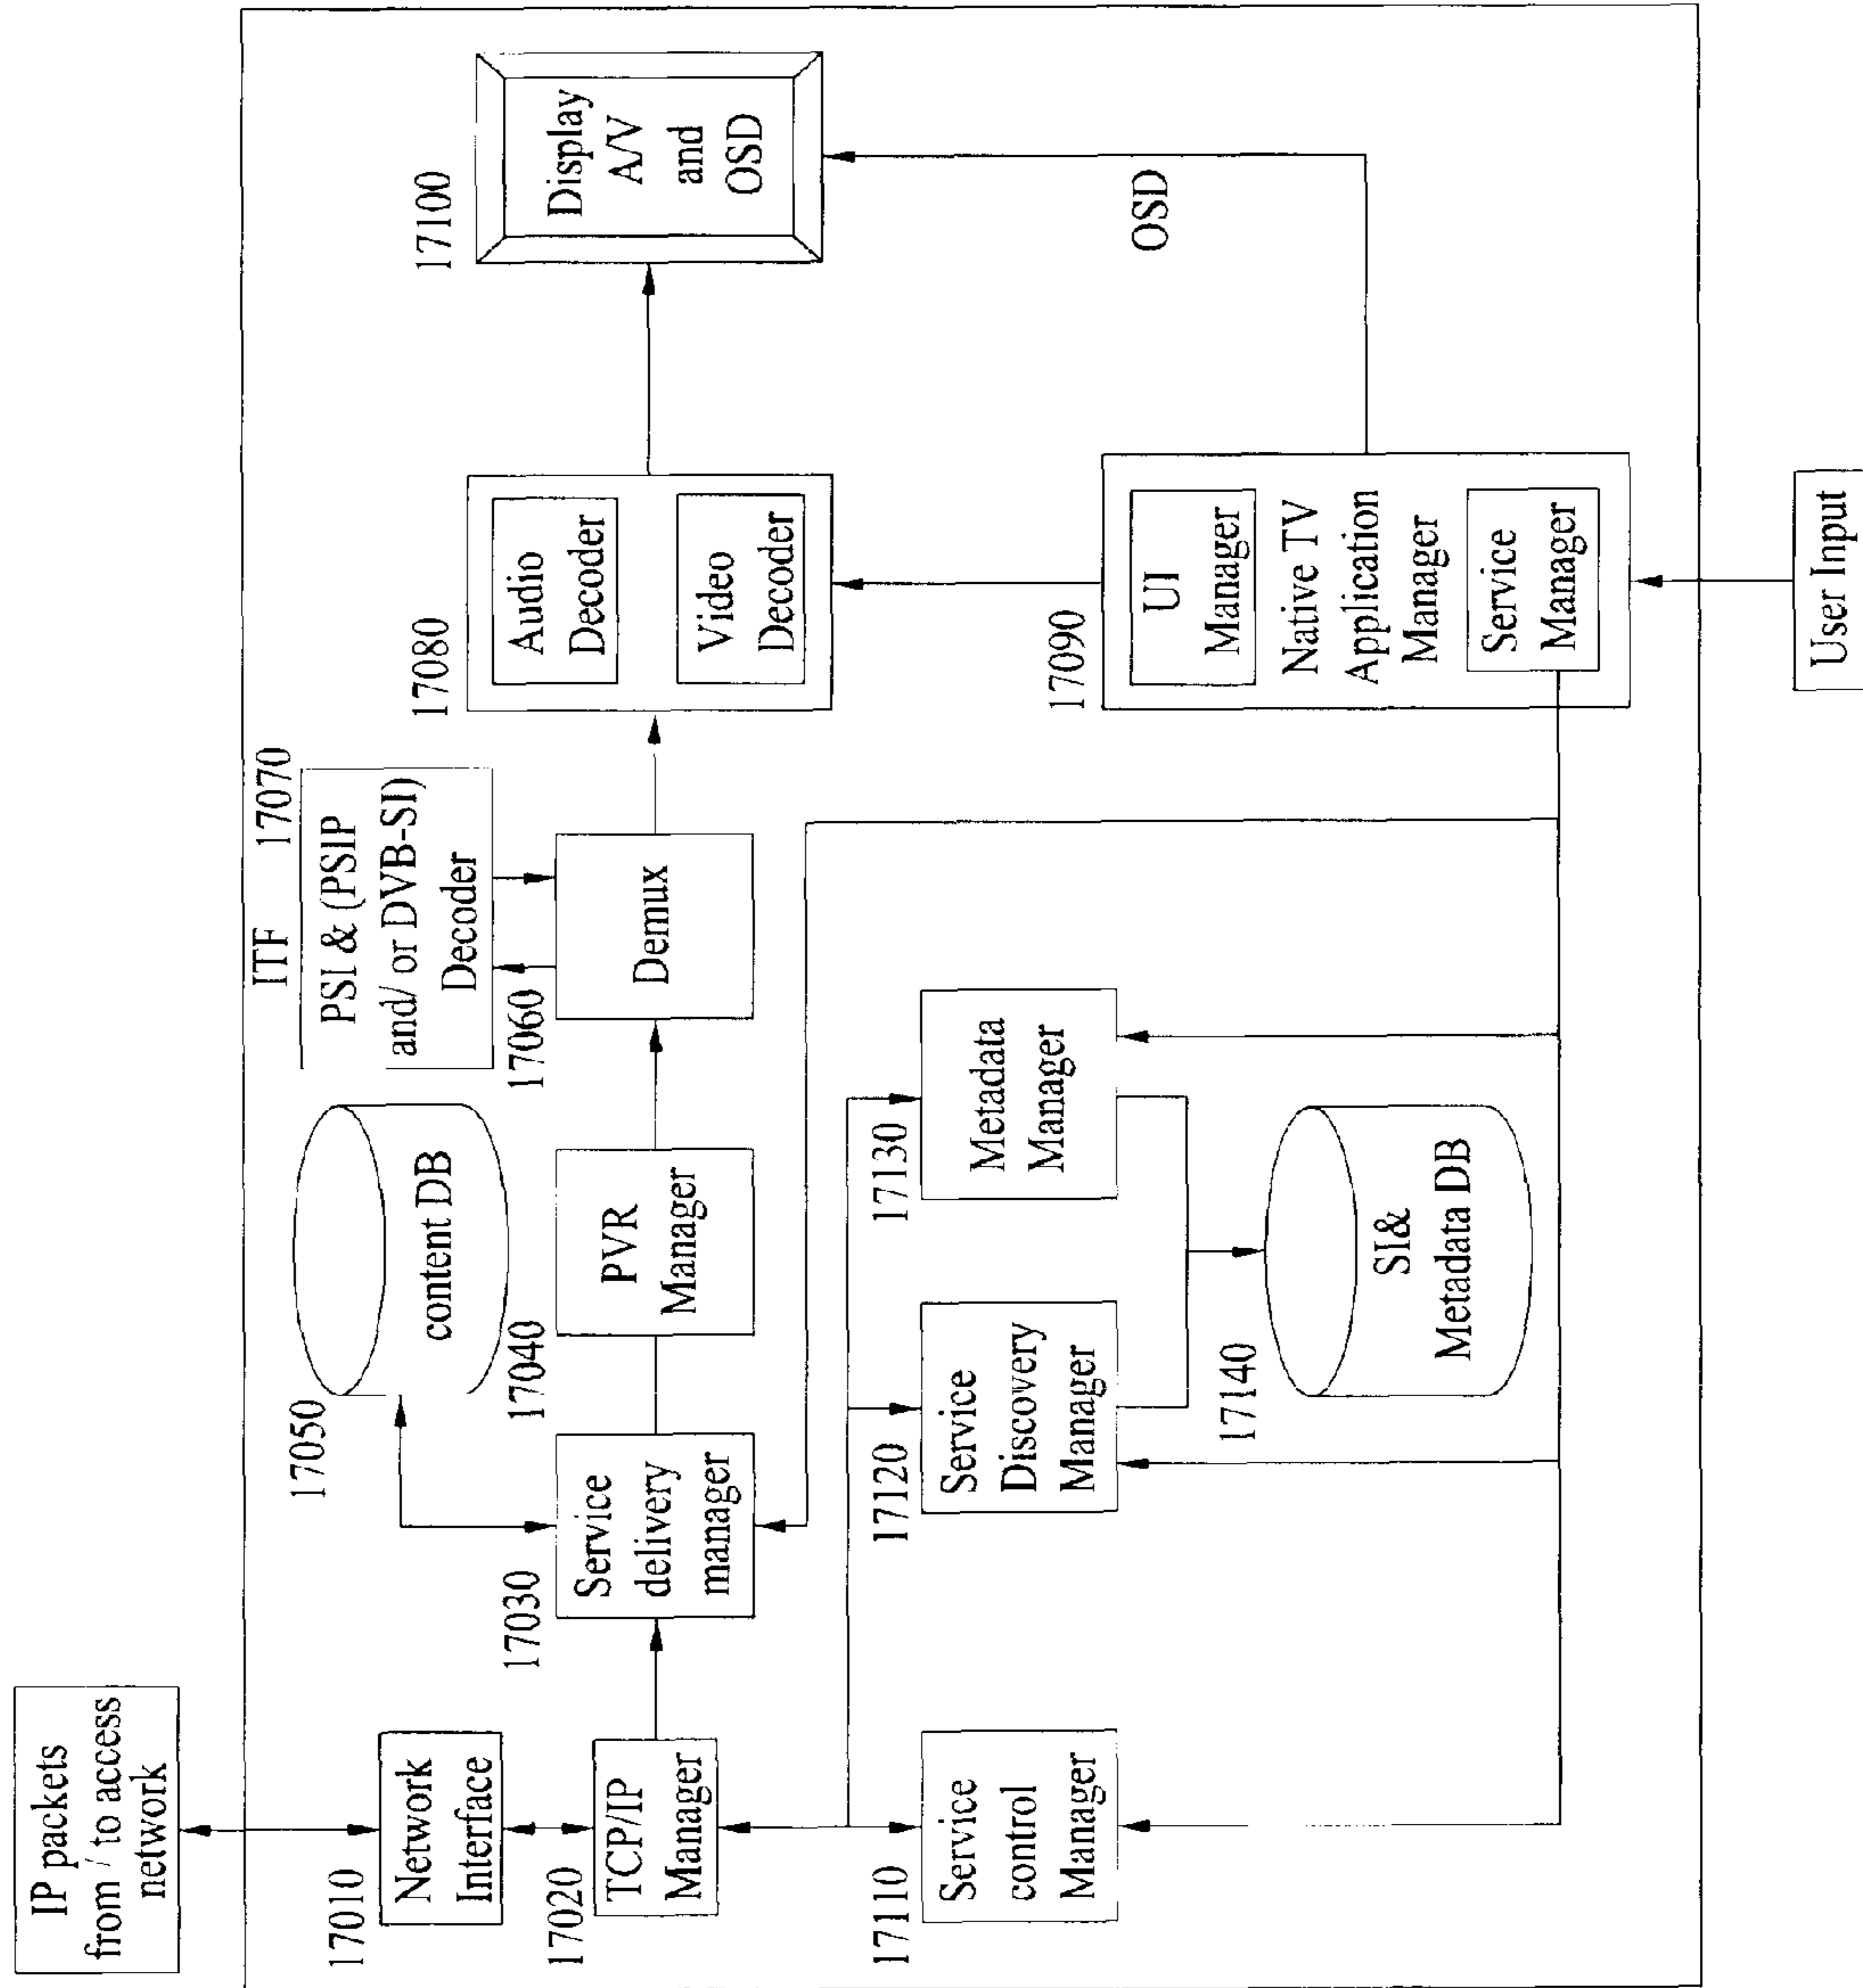 IP packets
from / to access
network
ITF
17010
Network
Interface
17020
TCP/IP
Manager
17030
Service
delivery
manager
17040
PVR
Manager
17050
content DB
17060
Demux
17070
PSI & (PSIP
and/ or DVB-SI)
Decoder
17080
Audio
Decoder
Video
Decoder
17090
UI
Manager
Native TV
Application
Manager
Service
Manager
17100
Display
A/V
and
OSD
OSD
17110
Service
control
Manager
17120
Service
Discovery
Manager
17130
Metadata
Manager
17140
SI&
Metadata DB
User Input